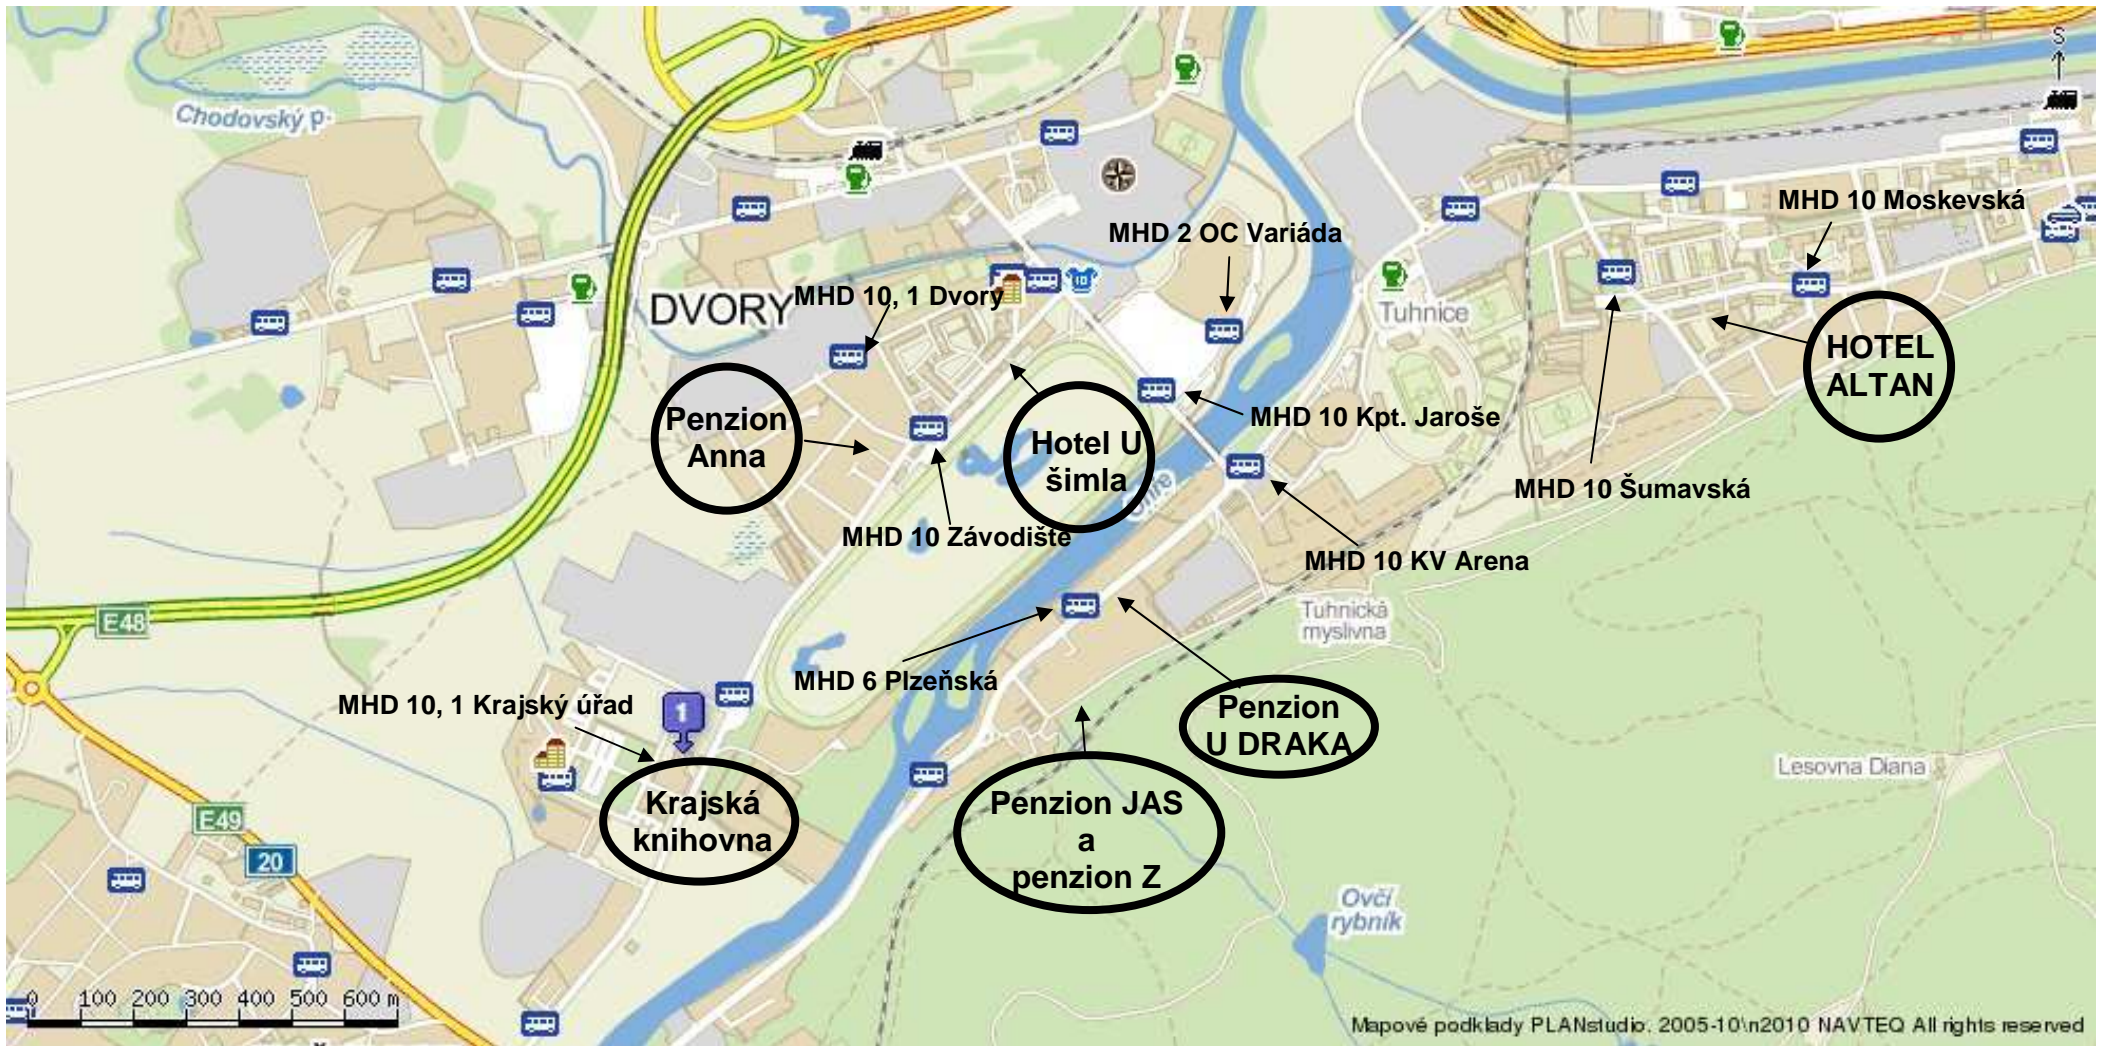 S
Chodovský p.
MHD 10 Moskevská
MHD 2 OC Variáda
DVORY
MHD 10, 1 Dvory
10
Tuhnice
HOTEL
ALTAN
Penzion
Anna
MHD 10 Kpt. Jaroše
Hotel U
šimla
Ohře
MHD 10 Šumavská
MHD 10 Závodiště
MHD 10 KV Arena
E48
Tuhnická
myslivna
MHD 6 Plzeňská
MHD 10, 1 Krajský úřad
1
Penzion
U DRAKA
Lesovna Diana
Krajská
knihovna
Penzion JAS
a
penzion Z
E49
20
Ovčí
rybník
0 100 200 300 400 500 600 m
Mapové podklady PLANstudio, 2005-10\n2010 NAVTEQ All rights reserved